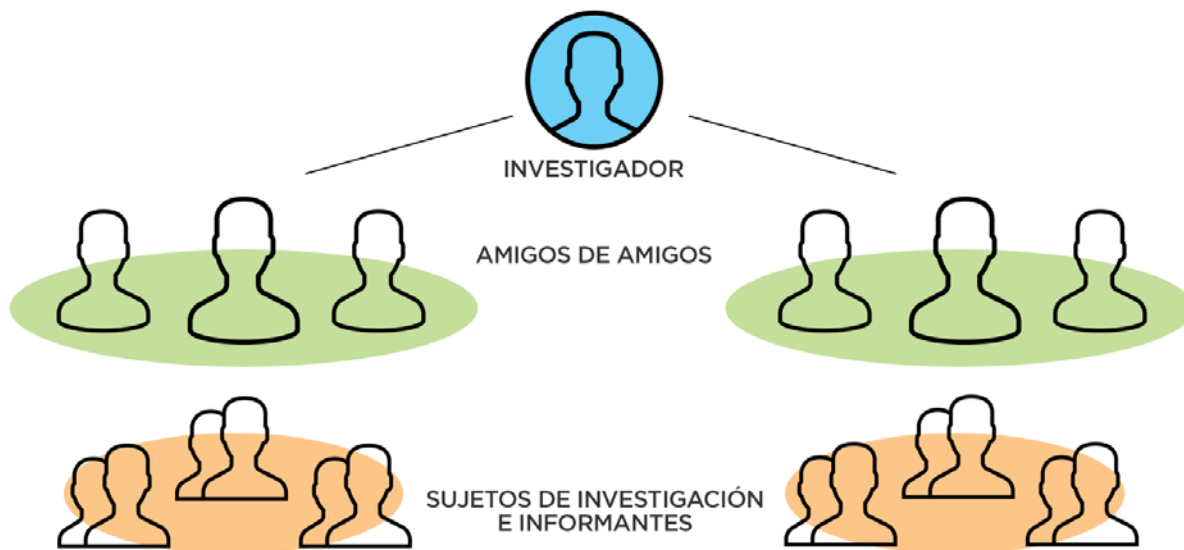 INVESTIGADOR
AMIGOS DE AMIGOS
SUJETOS DE INVESTIGACIÓN
E INFORMANTES